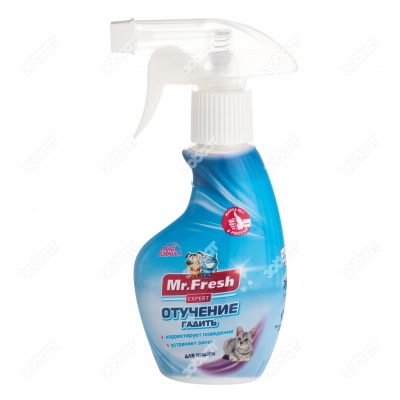 Mr.Fresh
EXPERT
ОТУЧЕНИЕ
ГАДИТЬ
корректирует поведение
устраняет запах
ДЛЯ КОШЕК